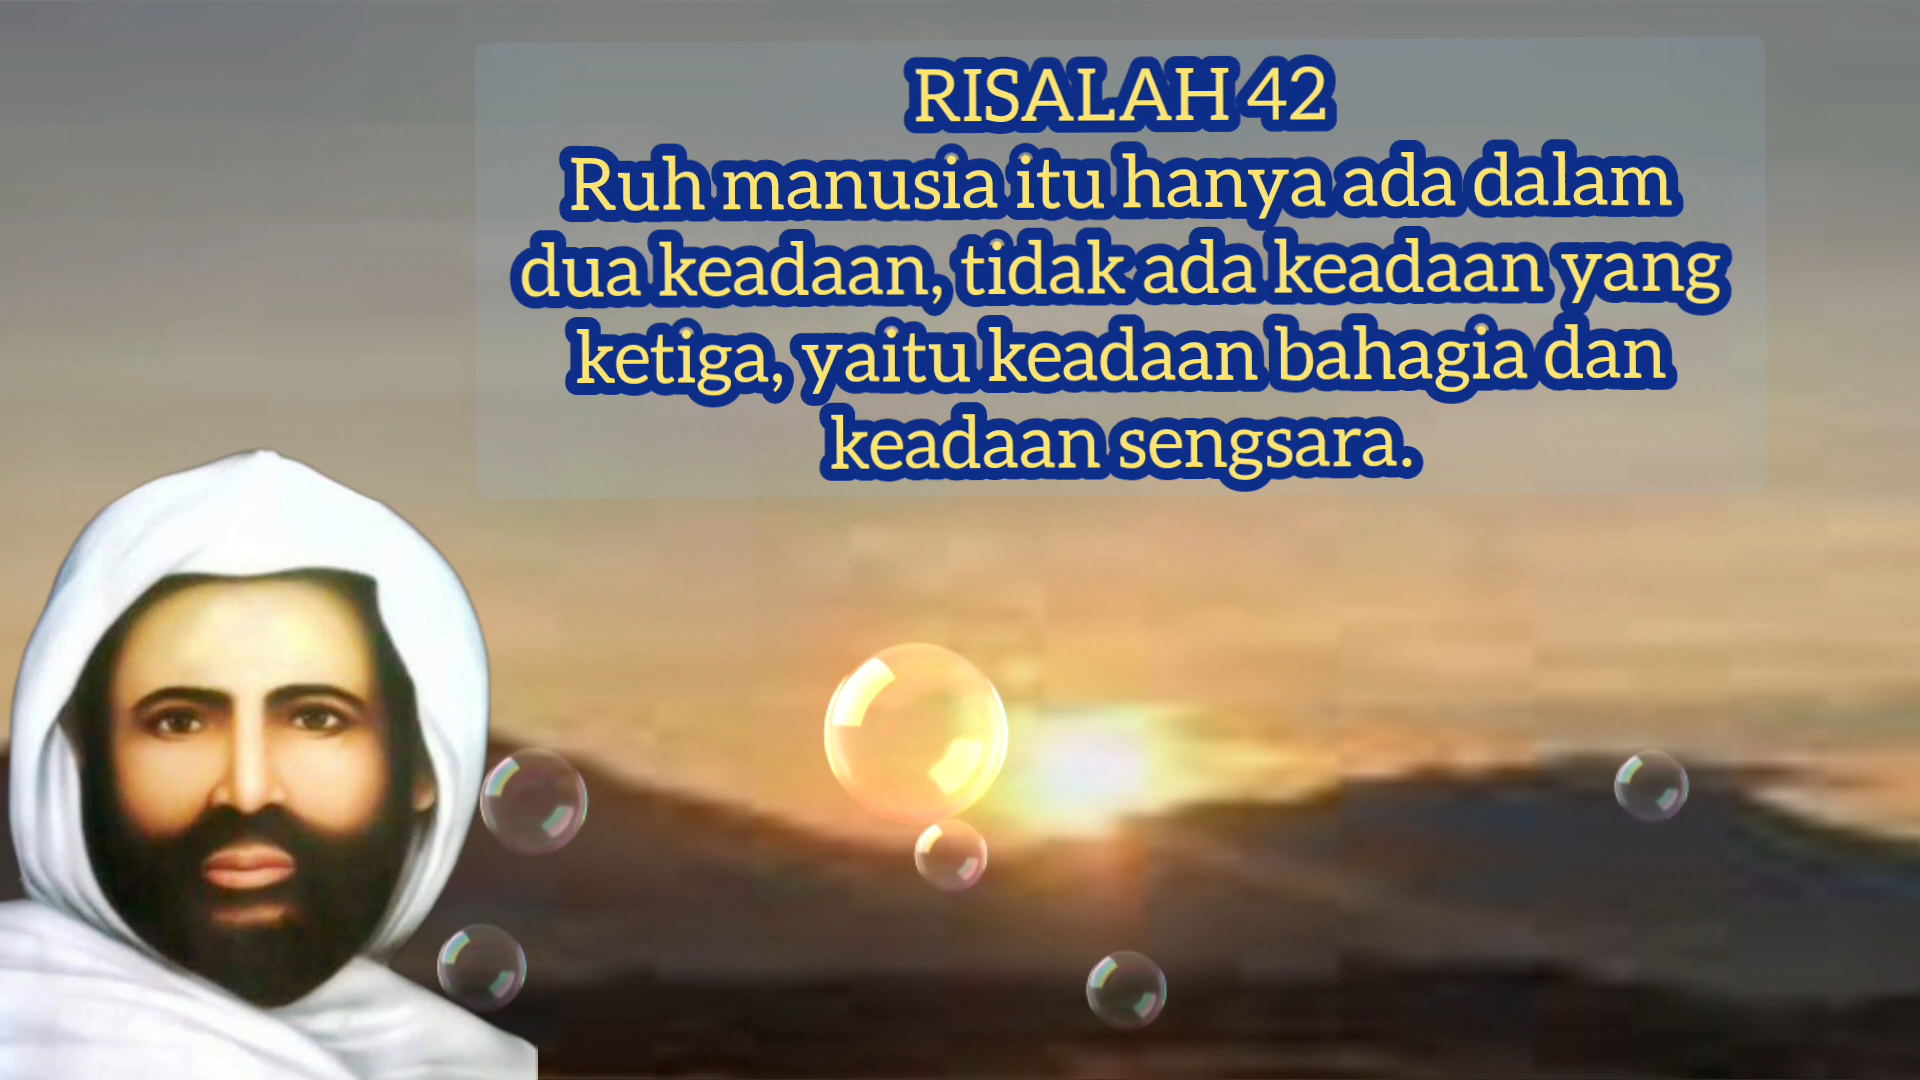 RISALAH 42
Ruh manusia itu hanya ada dalam
dua keadaan, tidak ada keadaan yang
ketiga, yaitu keadaan bahagia dan
keadaan sengsara.